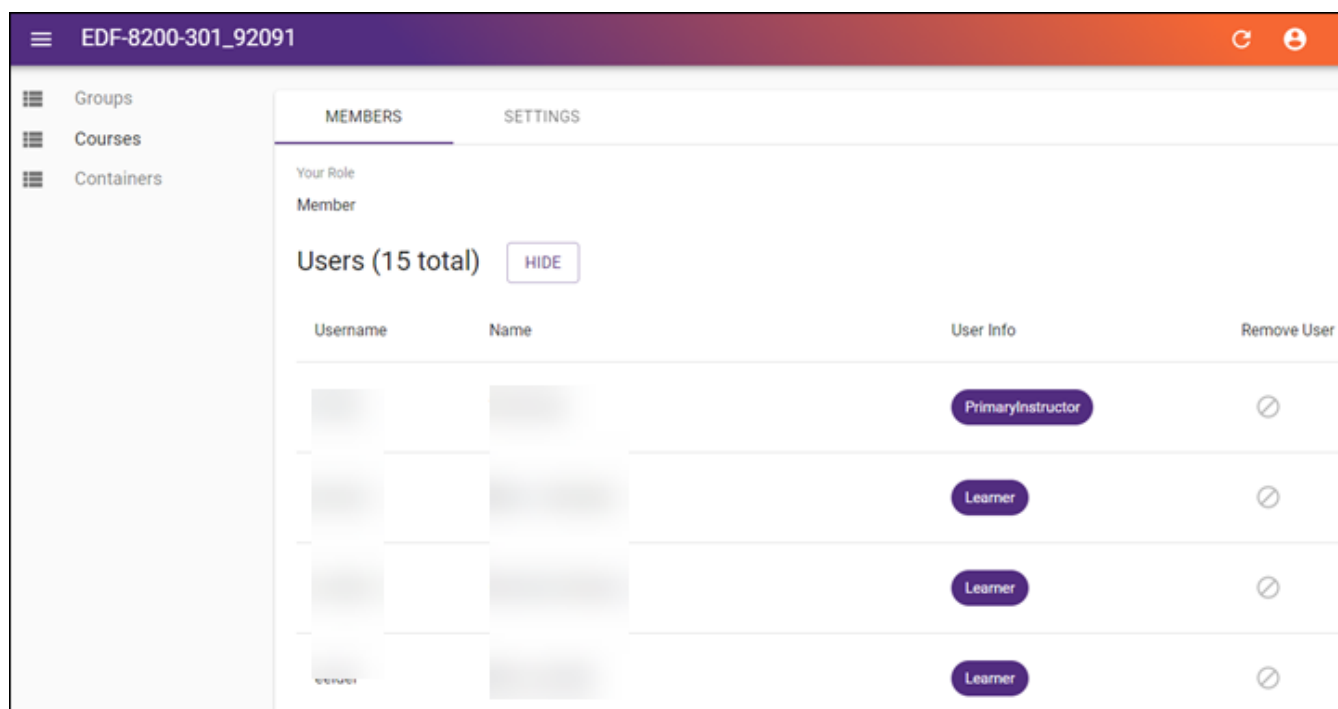 EDF-8200-301_92091
Groups
Courses
Containers
MEMBERS SETTINGS
Your Role
Member
Users (15 total) HIDE
Username Name User Info Remove User
PrimaryInstructor
Learner
Learner
Learner